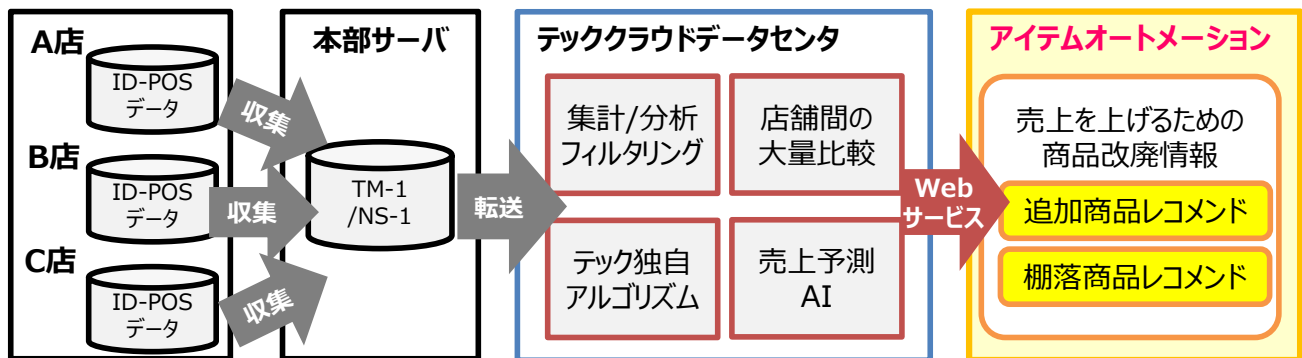 A店
ID-POS
データ
収集
B店
ID-POS
データ
収集
C店
ID-POS
データ
収集
本部サーバ
TM-1
/NS-1
転送
テッククラウドデータセンタ
集計/分析
フィルタリング
店舗間の
大量比較
テック独自
アルゴリズム
売上予測
AI
Web
サービス
アイテムオートメーション
売上を上げるための
商品改廃情報
追加商品レコメンド
棚落商品レコメンド